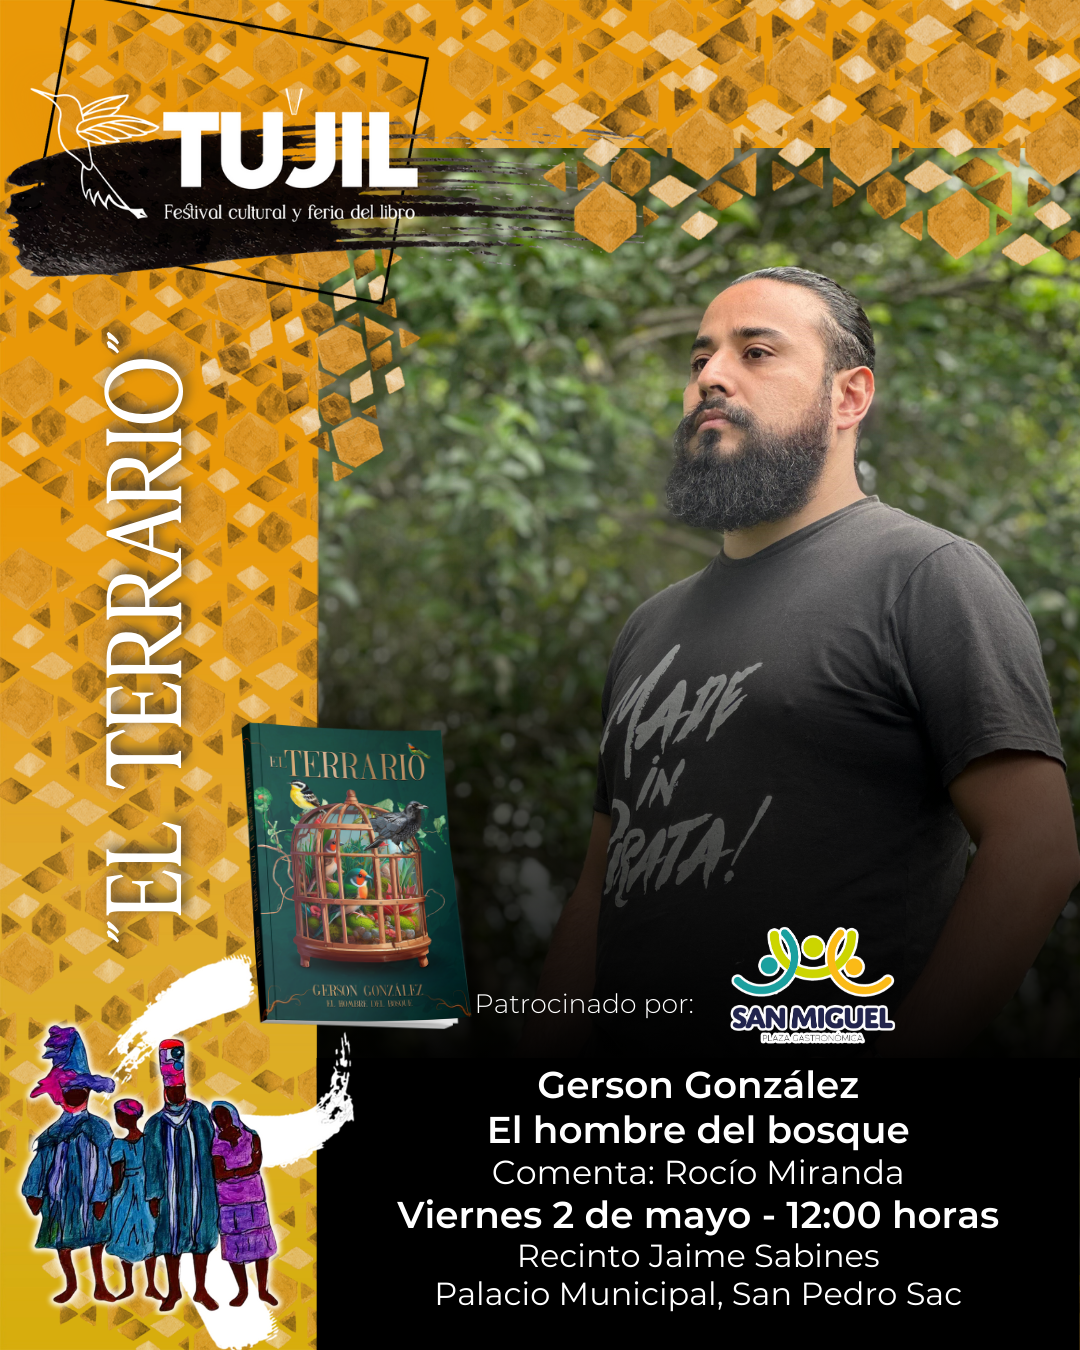 TUJIL
Festival cultural y feria del libro
"EL TERRARIO"
MADE
iN
PiRATA!
EL TERRARIO
GERSON GONZÁLEZ
EL HOMBRE DEL BOSQUE
Patrocinado por:
SAN MIGUEL
PLAZA GASTRONÓMICA
Gerson González
El hombre del bosque
Comenta: Rocío Miranda
Viernes 2 de mayo - 12:00 horas
Recinto Jaime Sabines
Palacio Municipal, San Pedro Sac